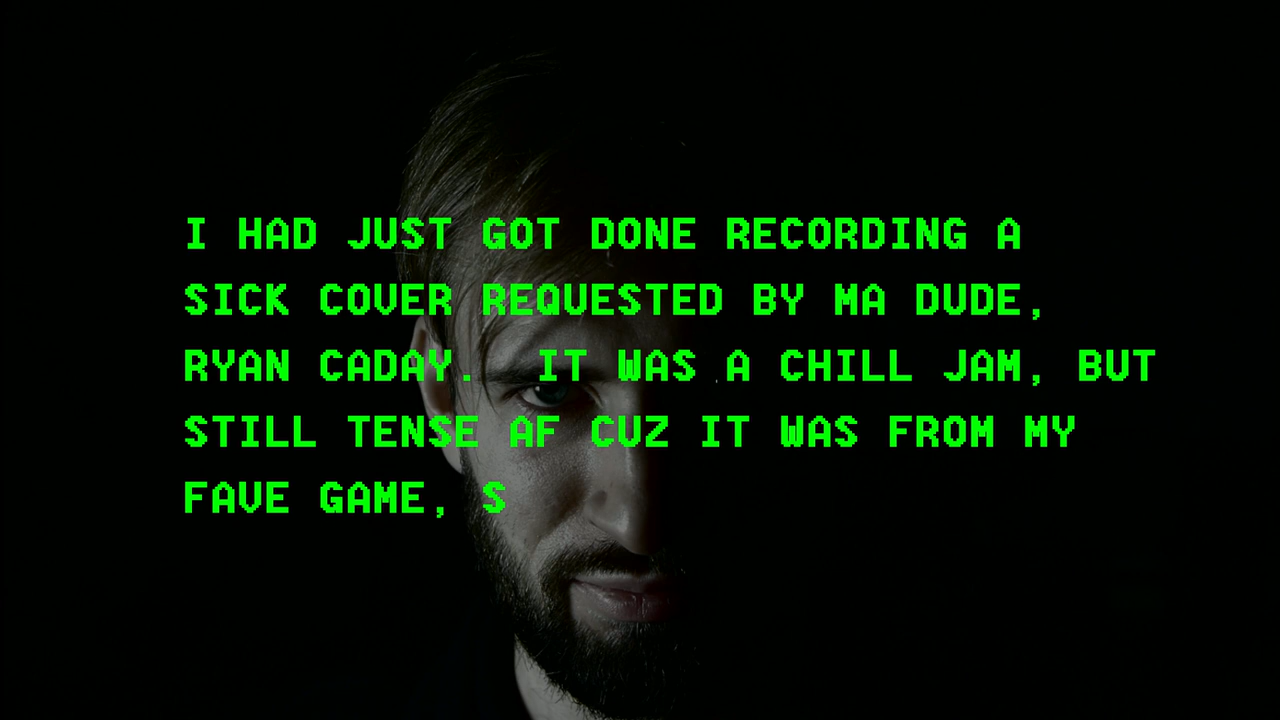 I HAD JUST GOT DONE RECORDING A
SICK COVER REQUESTED BY MA DUDE,
RYAN CADAY.  IT WAS A CHILL JAM, BUT
STILL TENSE AF CUZ IT WAS FROM MY
FAVE GAME, S